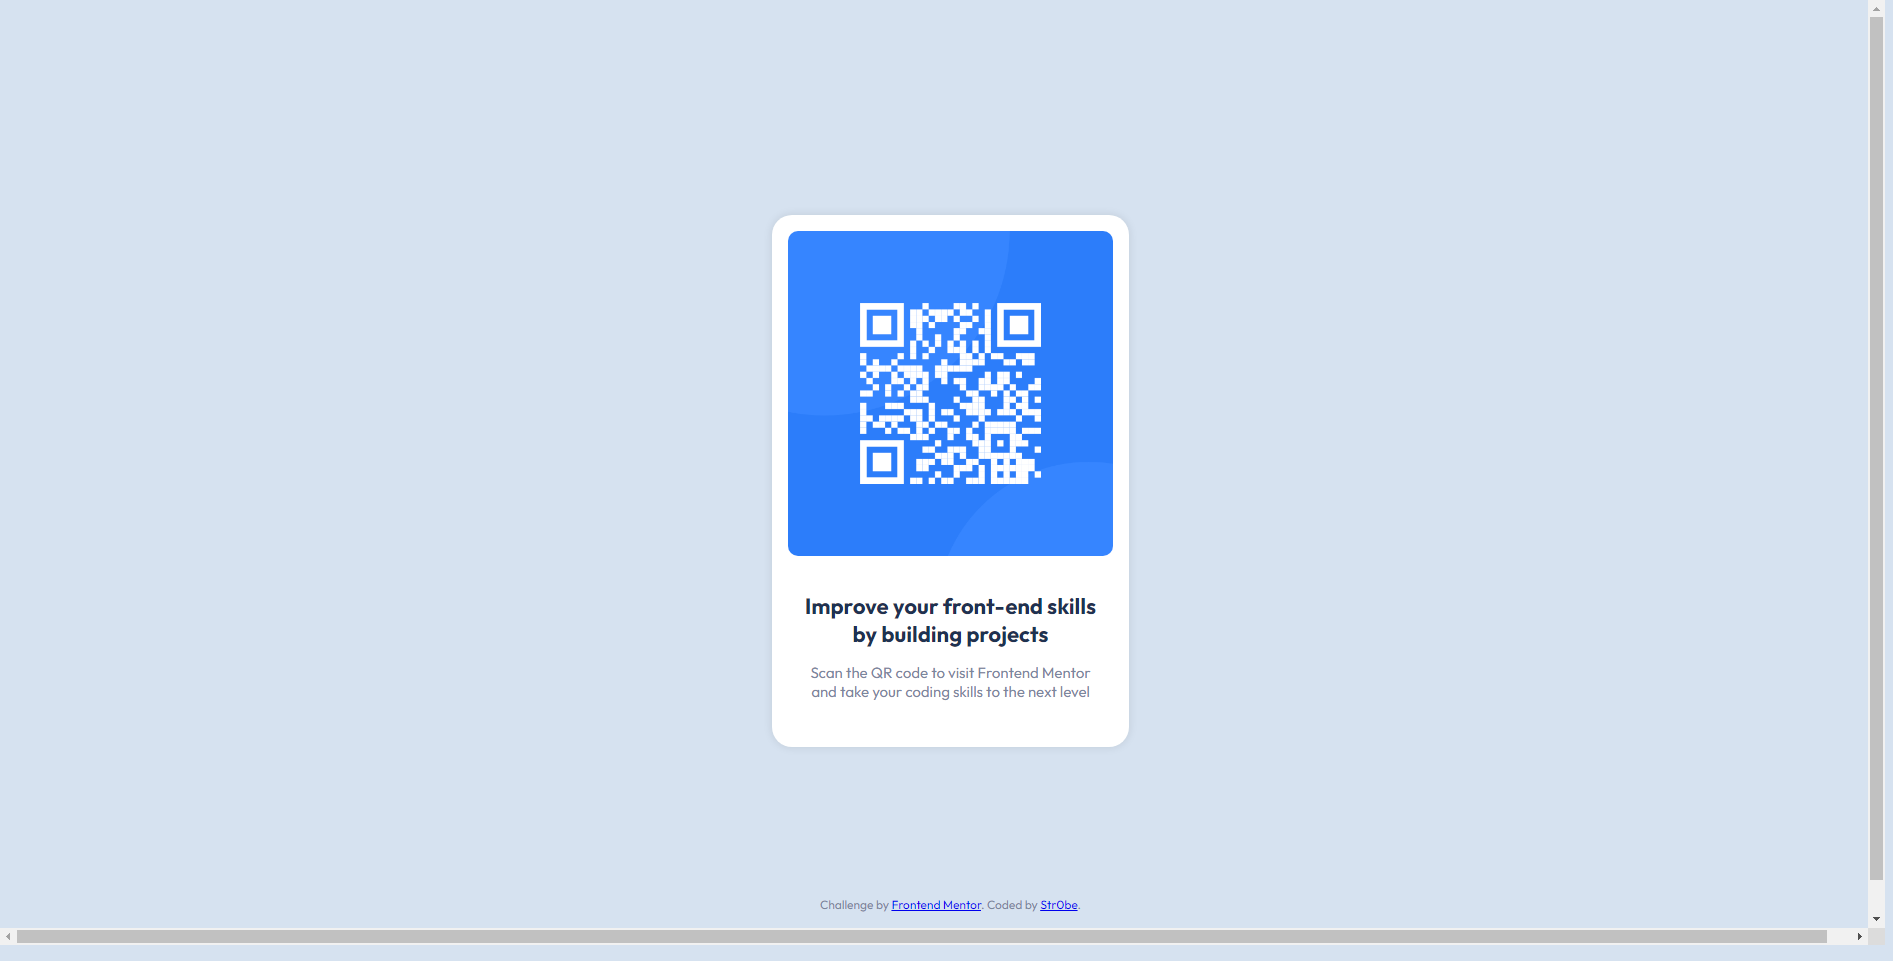 Improve your front-end skills
by building projects
Scan the QR code to visit Frontend Mentor
and take your coding skills to the next level
Challenge by Frontend Mentor. Coded by Str0be.